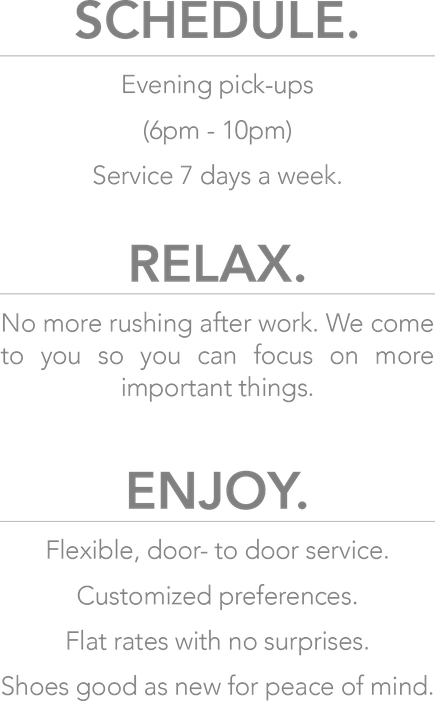 SCHEDULE.
Evening pick-ups
(6pm - 10pm)
Service 7 days a week.
RELAX.
No more rushing after work. We come
to you so you can focus on more
important things.
ENJOY.
Flexible, door- to door service.
Customized preferences.
Flat rates with no surprises.
Shoes good as new for peace of mind.